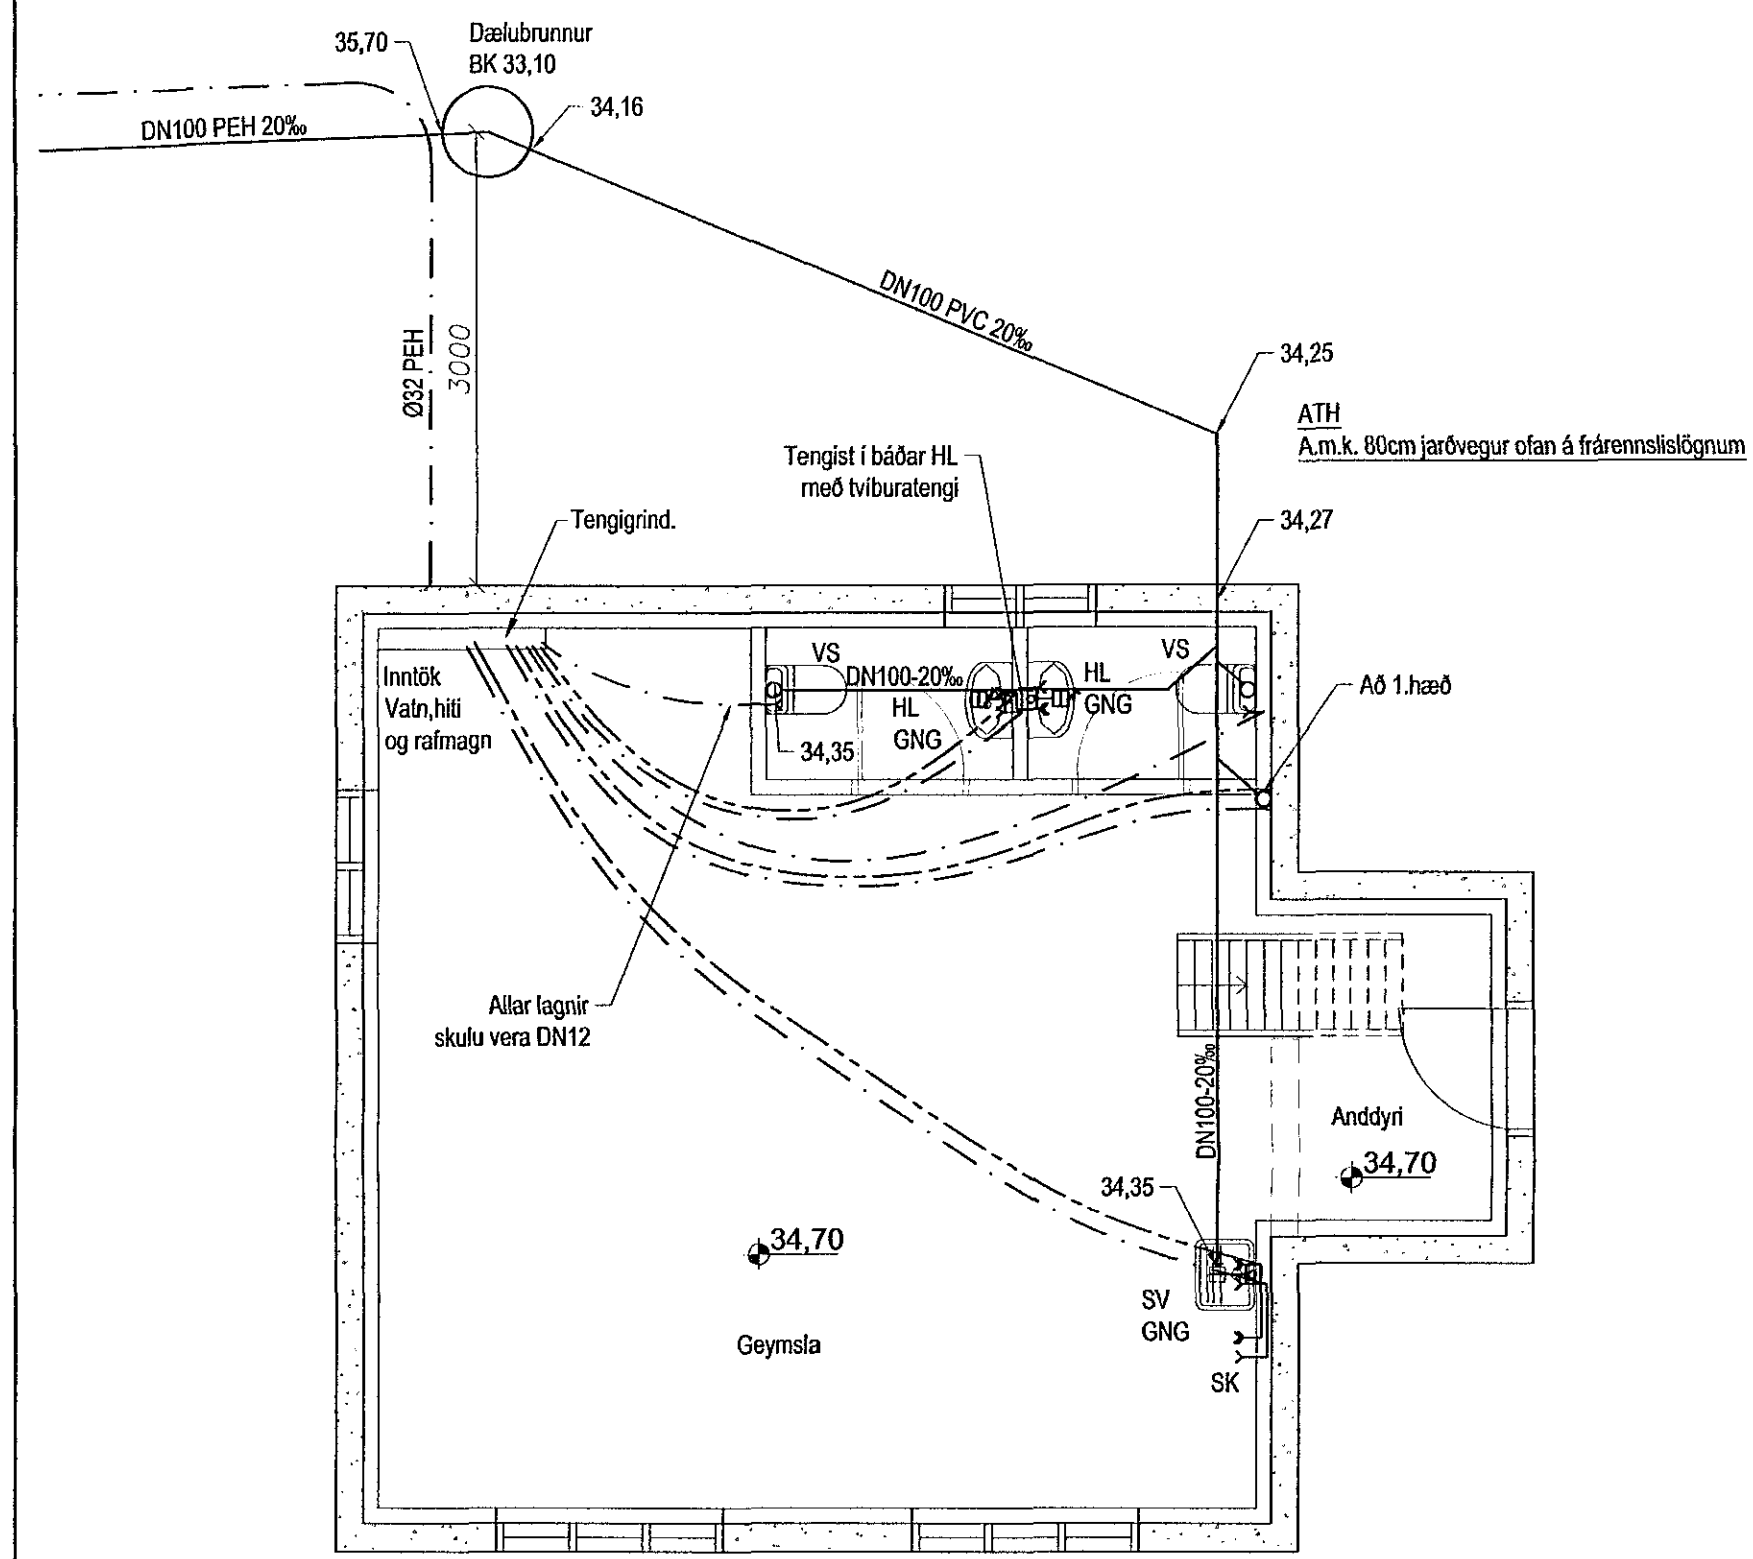 35,70
Dælubrunnur
BK 33,10
34,16
DN100 PEH 20‰
DN100 PVC 20‰
Ø32 PEH
3000
34,25
ATH
A.m.k. 80cm jarðvegur ofan á frárennslislögnum
Tengist í báðar HL
með tvíburatengi
Tengigrind.
34,27
Inntök
Vatn,hiti
og rafmagn
VS
DN100-20‰
HL
GNG
HL
GNG
VS
34,35
Að 1.hæð
Allar lagnir
skulu vera DN12
DN100-20‰
Anddyri
34,70
34,35
34,70
SV
GNG
Geymsla
SK